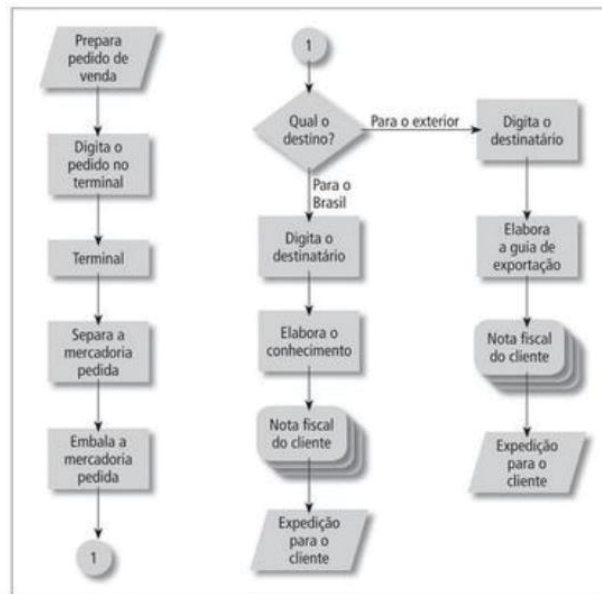 Prepara
pedido de
venda
Digita o
pedido no
terminal
Terminal
Separa a
mercadoria
pedida
Embala a
mercadoria
pedida
1
1
Qual o
destino?
Para o exterior
Para o
Brasil
Digita o
destinatário
Elabora o
conhecimento
Nota fiscal
do cliente
Expedição
para o
cliente
Digita o
destinatário
Elabora
a guia de
exportação
Nota fiscal
do cliente
Expedição
para o
cliente